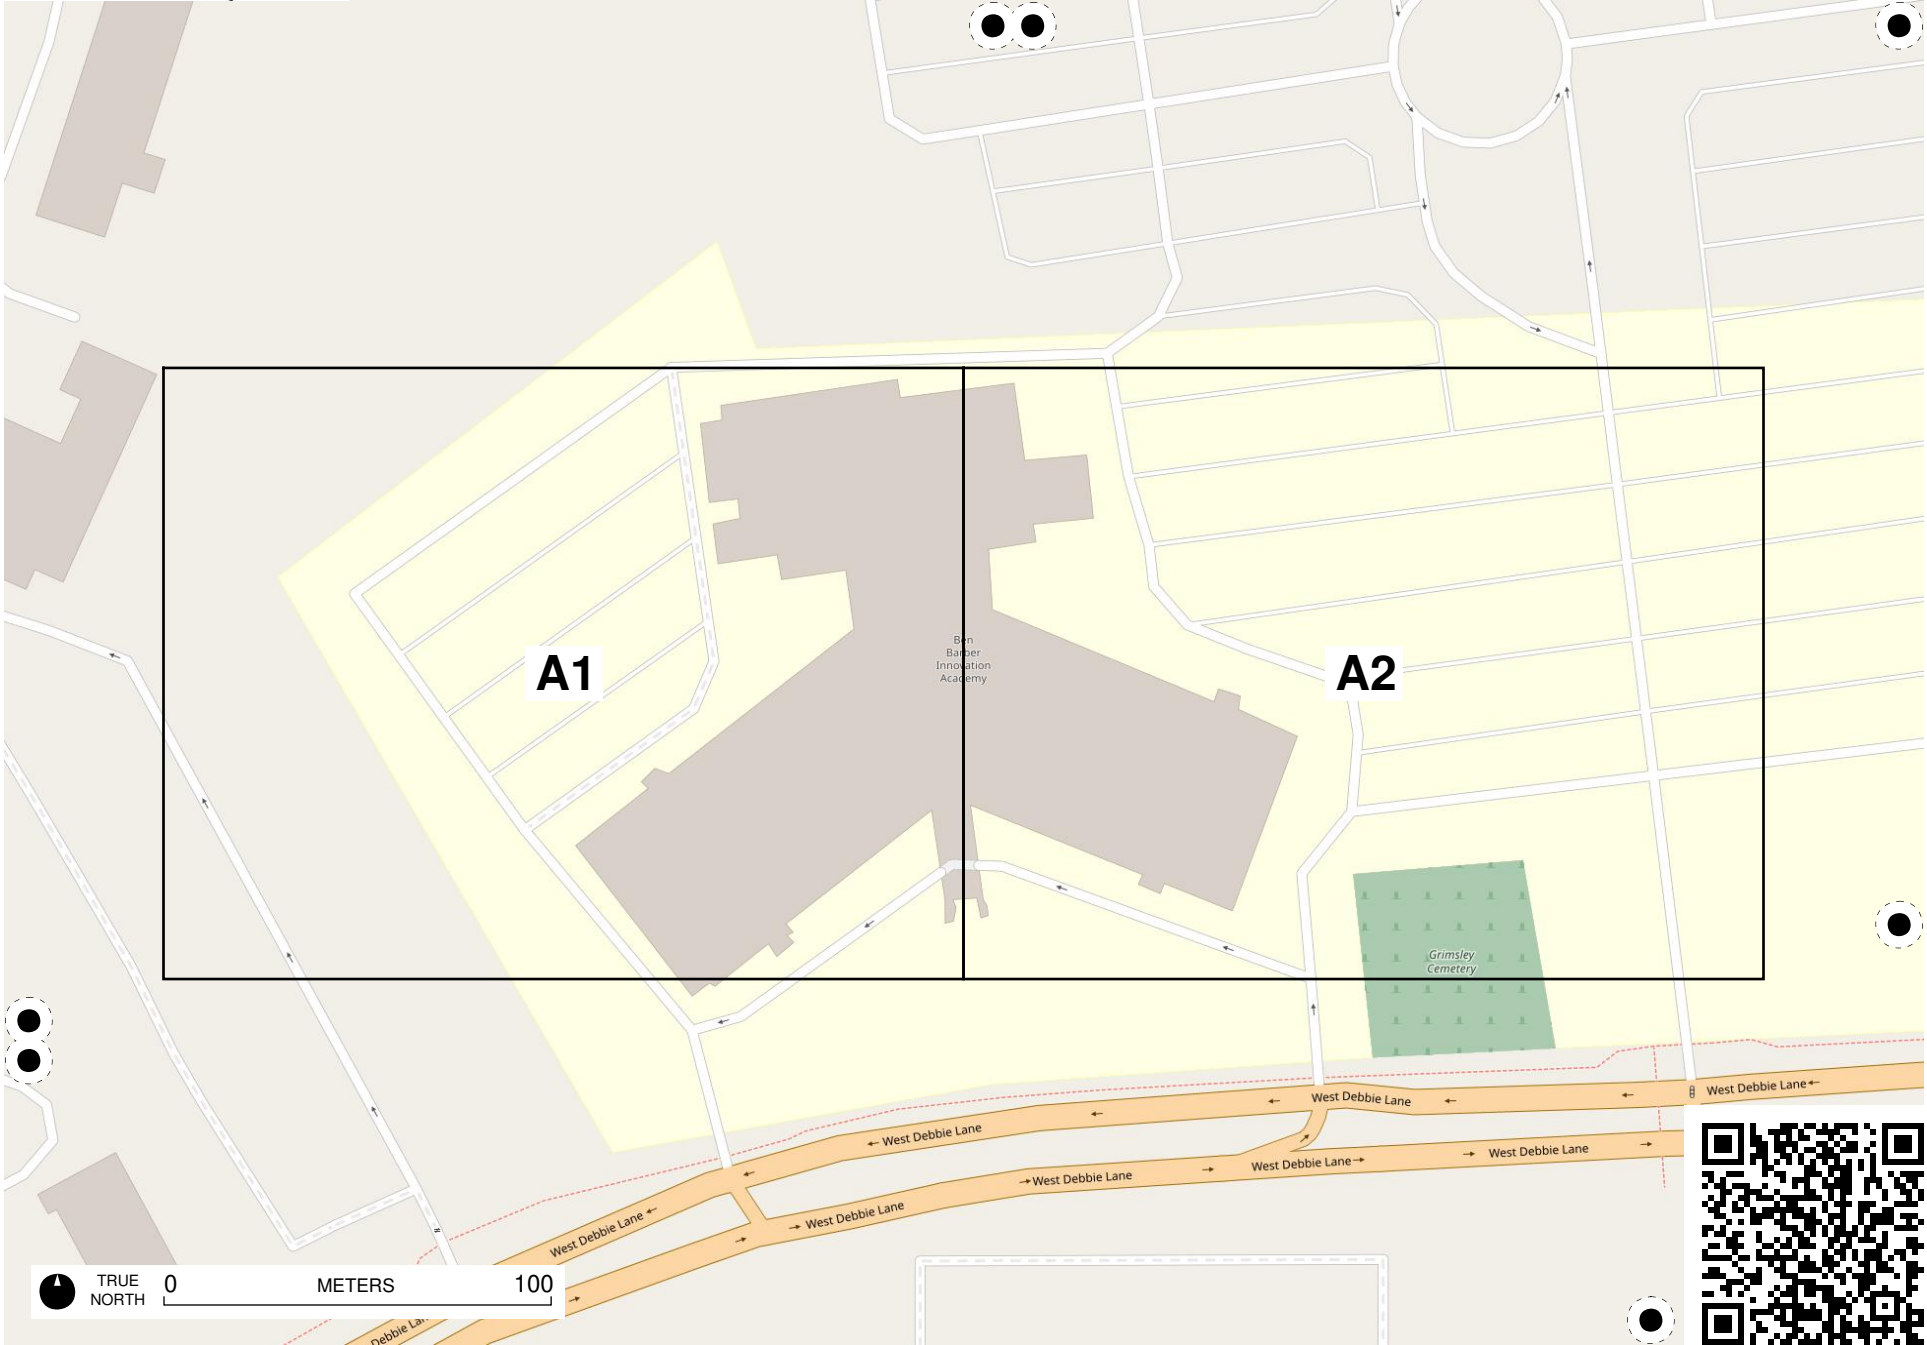 Ben
Barber
Innovation
Academy
A1
A2
Grimsley
Cemetery
West Debbie Lane
West Debbie Lane
West Debbie Lane
West Debbie Lane
West Debbie Lane
West Debbie Lane
West Debbie Lane
West Debbie Lane
Debbie Lan
TRUE
NORTH
0 METERS 100